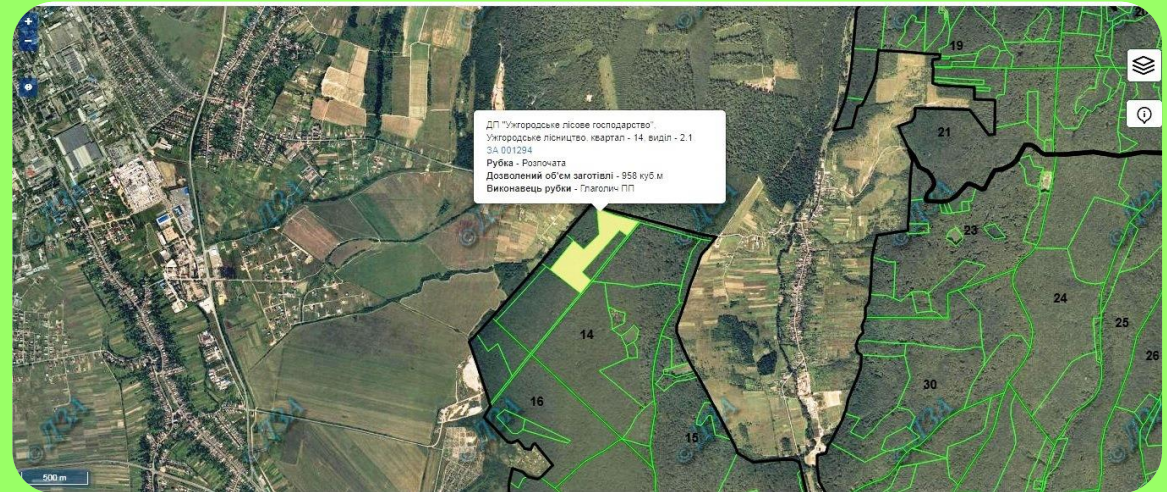 +
−
ДП "Ужгородське лісове господарство",
Ужгородське лісництво, квартал - 14, виділ - 2.1
ЗА 001294
Рубка - Розпочата
Дозволений об'єм заготівлі - 958 куб.м
Виконавець рубки - Глаголич ПП
19
21
23
24
25
26
14
30
16
15
500 m
© ЛЗА